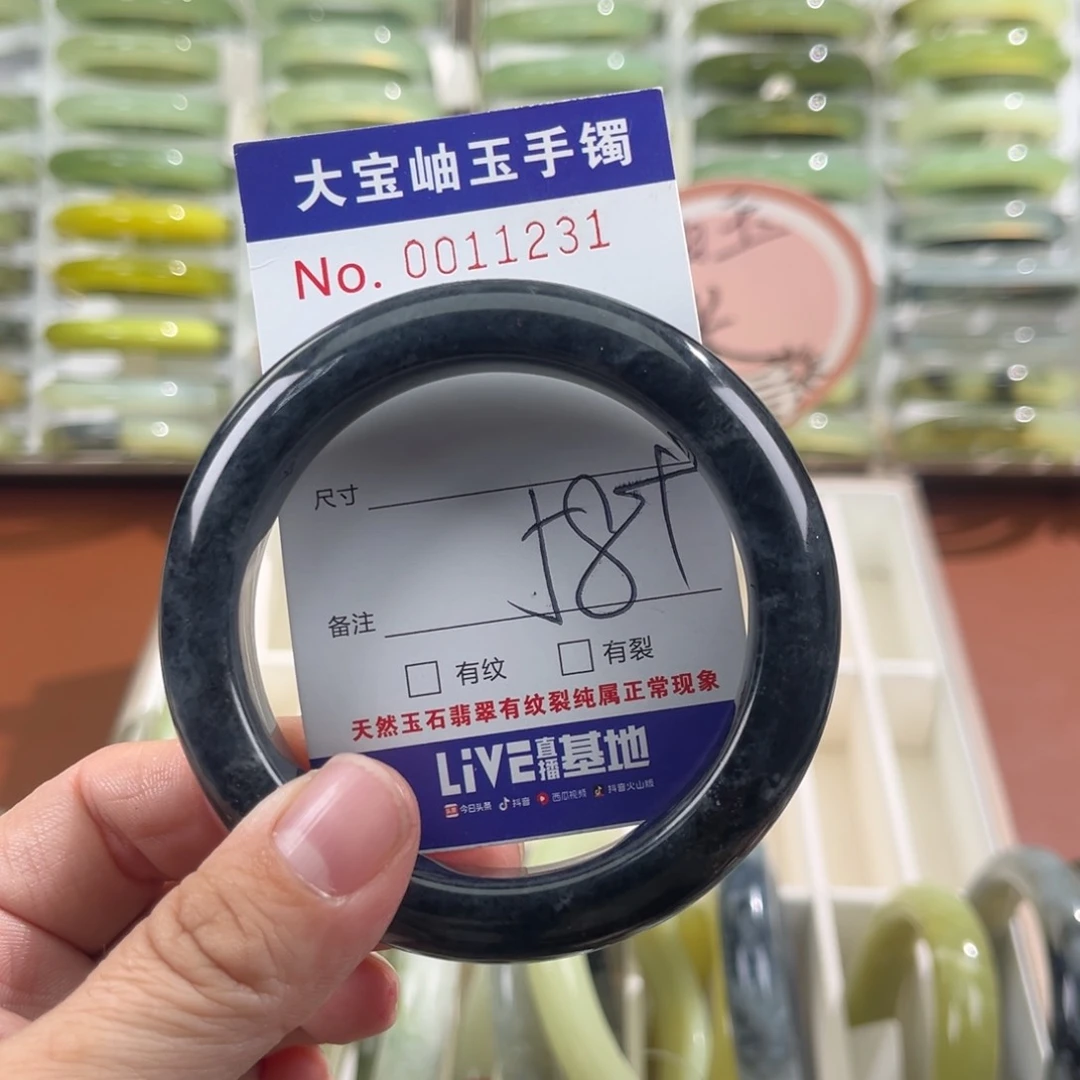 大宝岫玉手镯
No. 0011231
尺寸
备注
有纹 有裂
天然玉石翡翠有纹裂纯属正常现象
LiVE直播基地
今日头条 抖音 西瓜视频 抖音火山版